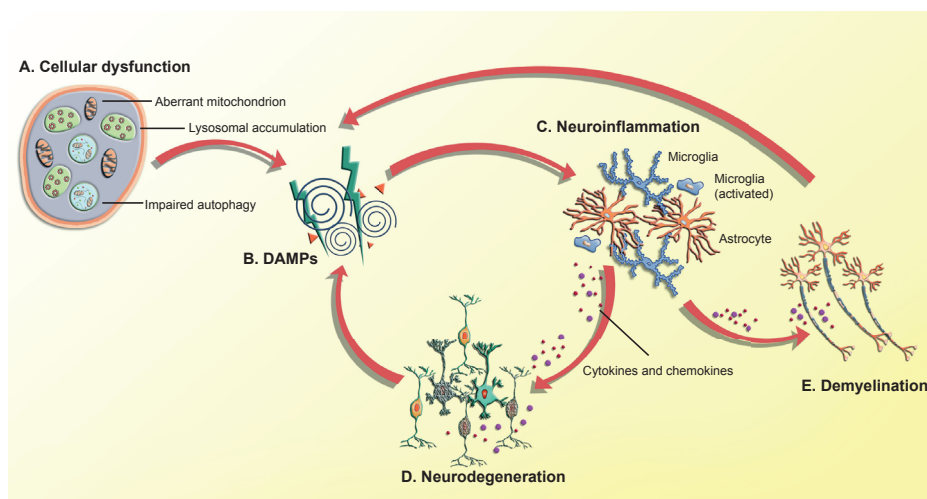 A. Cellular dysfunction
Aberrant mitochondrion
Lysosomal accumulation
Impaired autophagy
B. DAMPs
C. Neuroinflammation
Microglia
Microglia
(activated)
Astrocyte
Cytokines and chemokines
D. Neurodegeneration
E. Demyelination